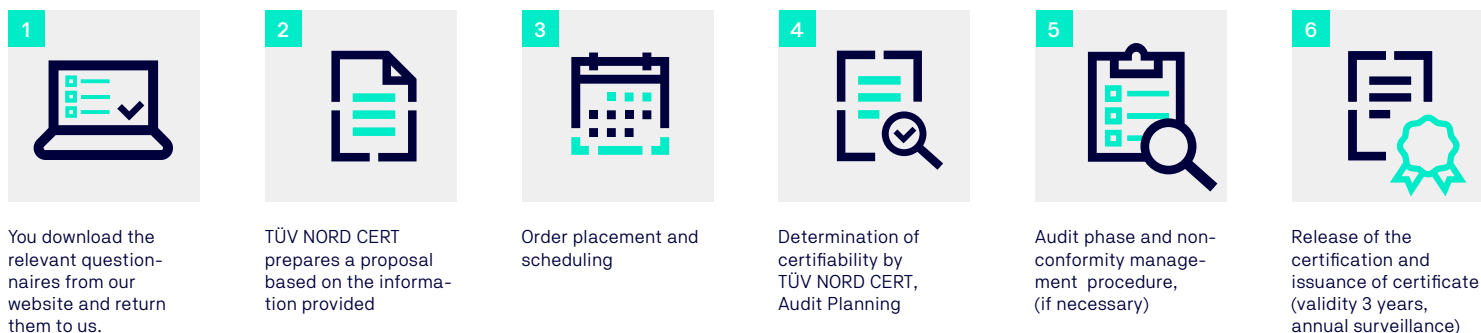 1
You download the
relevant question-
naires from our
website and return
them to us.
2
TÜV NORD CERT
prepares a proposal
based on the informa-
tion provided
3
Order placement and
scheduling
4
Determination of
certifiability by
TÜV NORD CERT,
Audit Planning
5
Audit phase and non-
conformity manage-
ment procedure,
(if necessary)
6
Release of the
certification and
issuance of certificate
(validity 3 years,
annual surveillance)